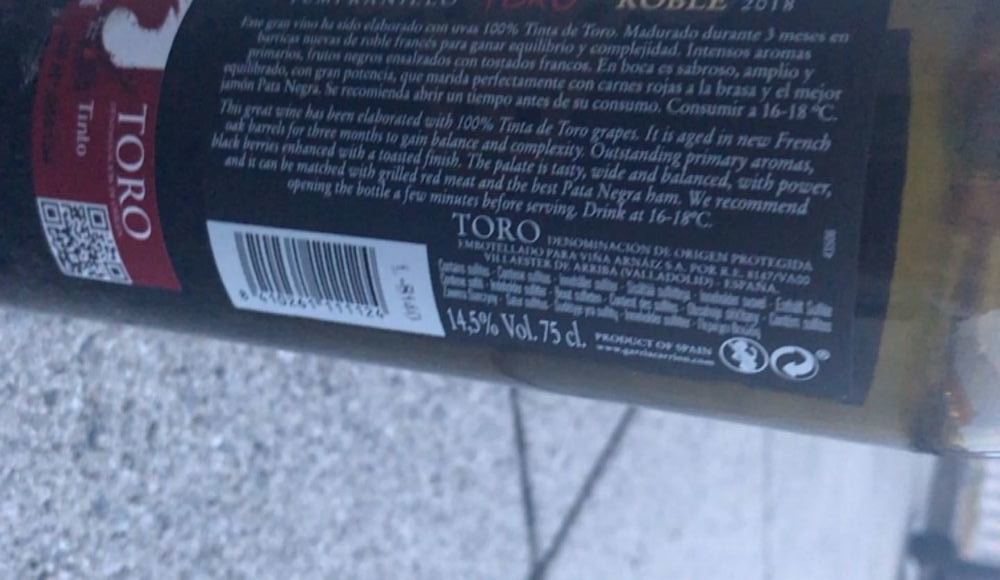 TEMPRANILLO TORO ROBLE 2018
Este gran vino ha sido elaborado con uvas 100% Tinta de Toro. Madurado durante 3 meses en
barricas nuevas de roble francés para ganar equilibrio y complejidad. Intensos aromas
primarios, frutos negros ensalzados con tostados francos. En boca es sabroso, amplio y
equilibrado, con gran potencia, que marida perfectamente con carnes rojas a la brasa y el mejor
jamón Pata Negra. Se recomienda abrir un tiempo antes de su consumo. Consumir a 16-18 ºC.
This great wine has been elaborated with 100% Tinta de Toro grapes. It is aged in new French
oak barrels for three months to gain balance and complexity. Outstanding primary aromas,
black berries enhanced with a toasted finish. The palate is tasty, wide and balanced, with power,
and it can be matched with grilled red meat and the best Pata Negra ham. We recommend
opening the bottle a few minutes before serving. Drink at 16-18ºC.
TORO DENOMINACIÓN DE ORIGEN PROTEGIDA
EMBOTELLADO PARA VIÑA ARNÁEZ S.A. POR R.E. 8147/VA00
VILLAESTER DE ARRIBA (VALLADOLID) - ESPAÑA.
14,5% Vol. 75 cl. PRODUCT OF SPAIN
www.garciacarrion.com
8 410261 111124
TORO
Tinto